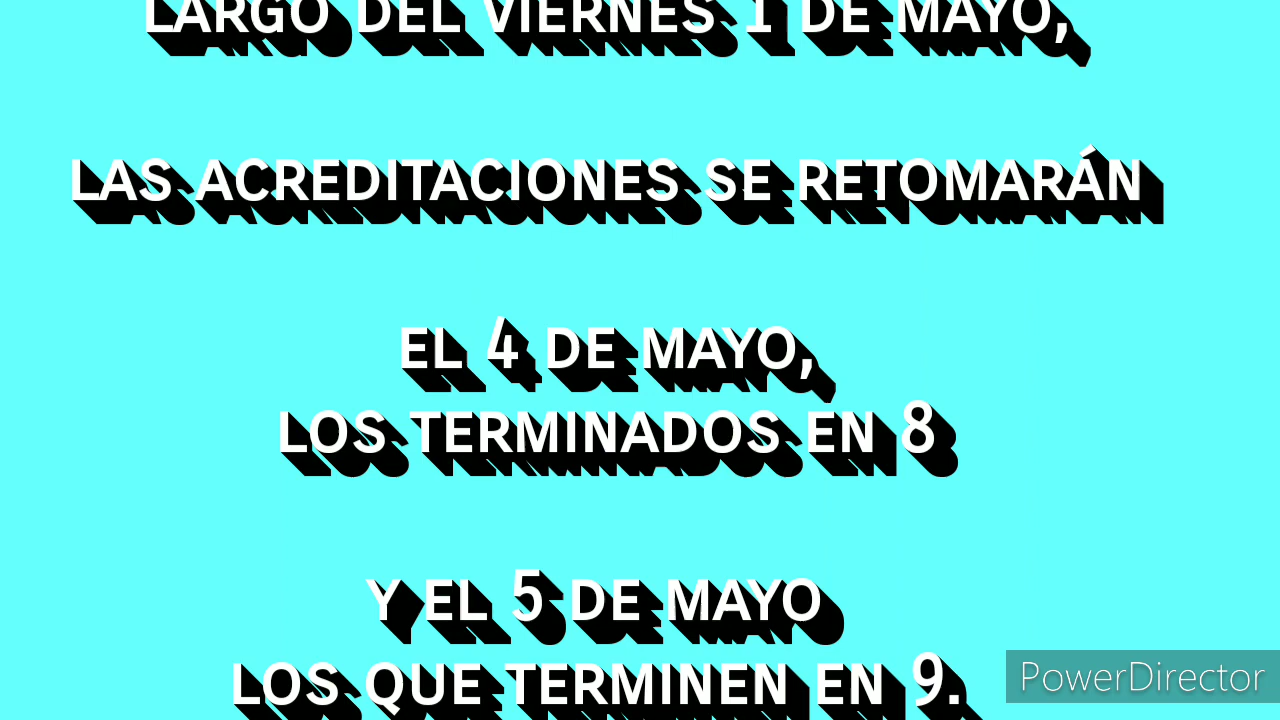 LARGO DEL VIERNES 1 DE MAYO,
LAS ACREDITACIONES SE RETOMARÁN
EL 4 DE MAYO,
LOS TERMINADOS EN 8
Y EL 5 DE MAYO
LOS QUE TERMINEN EN 9.
PowerDirector